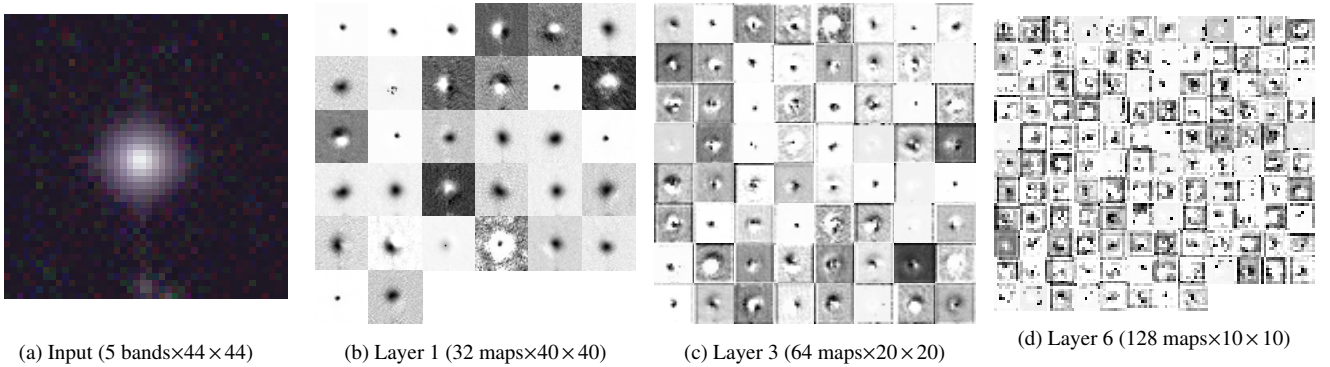 (a) Input (5 bands×44×44)
(b) Layer 1 (32 maps×40×40)
(c) Layer 3 (64 maps×20×20)
(d) Layer 6 (128 maps×10×10)